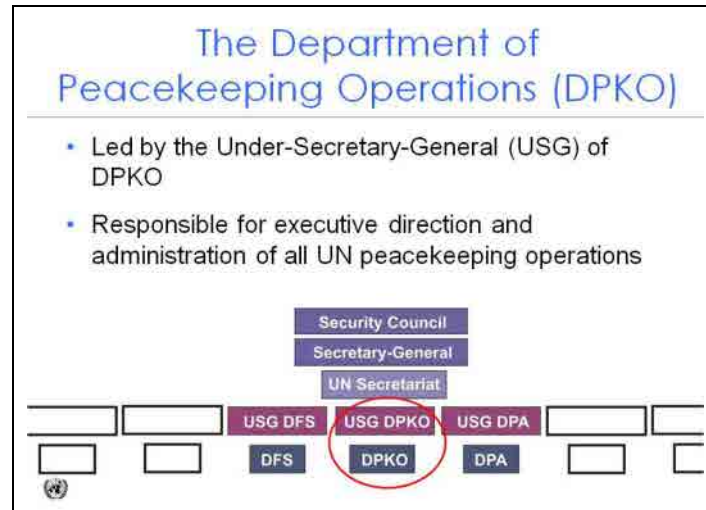 The Department of
Peacekeeping Operations (DPKO)
• Led by the Under-Secretary-General (USG) of
DPKO
• Responsible for executive direction and
administration of all UN peacekeeping operations
Security Council
Secretary-General
UN Secretariat
USG DFS USG DPKO USG DPA
DFS DPKO DPA